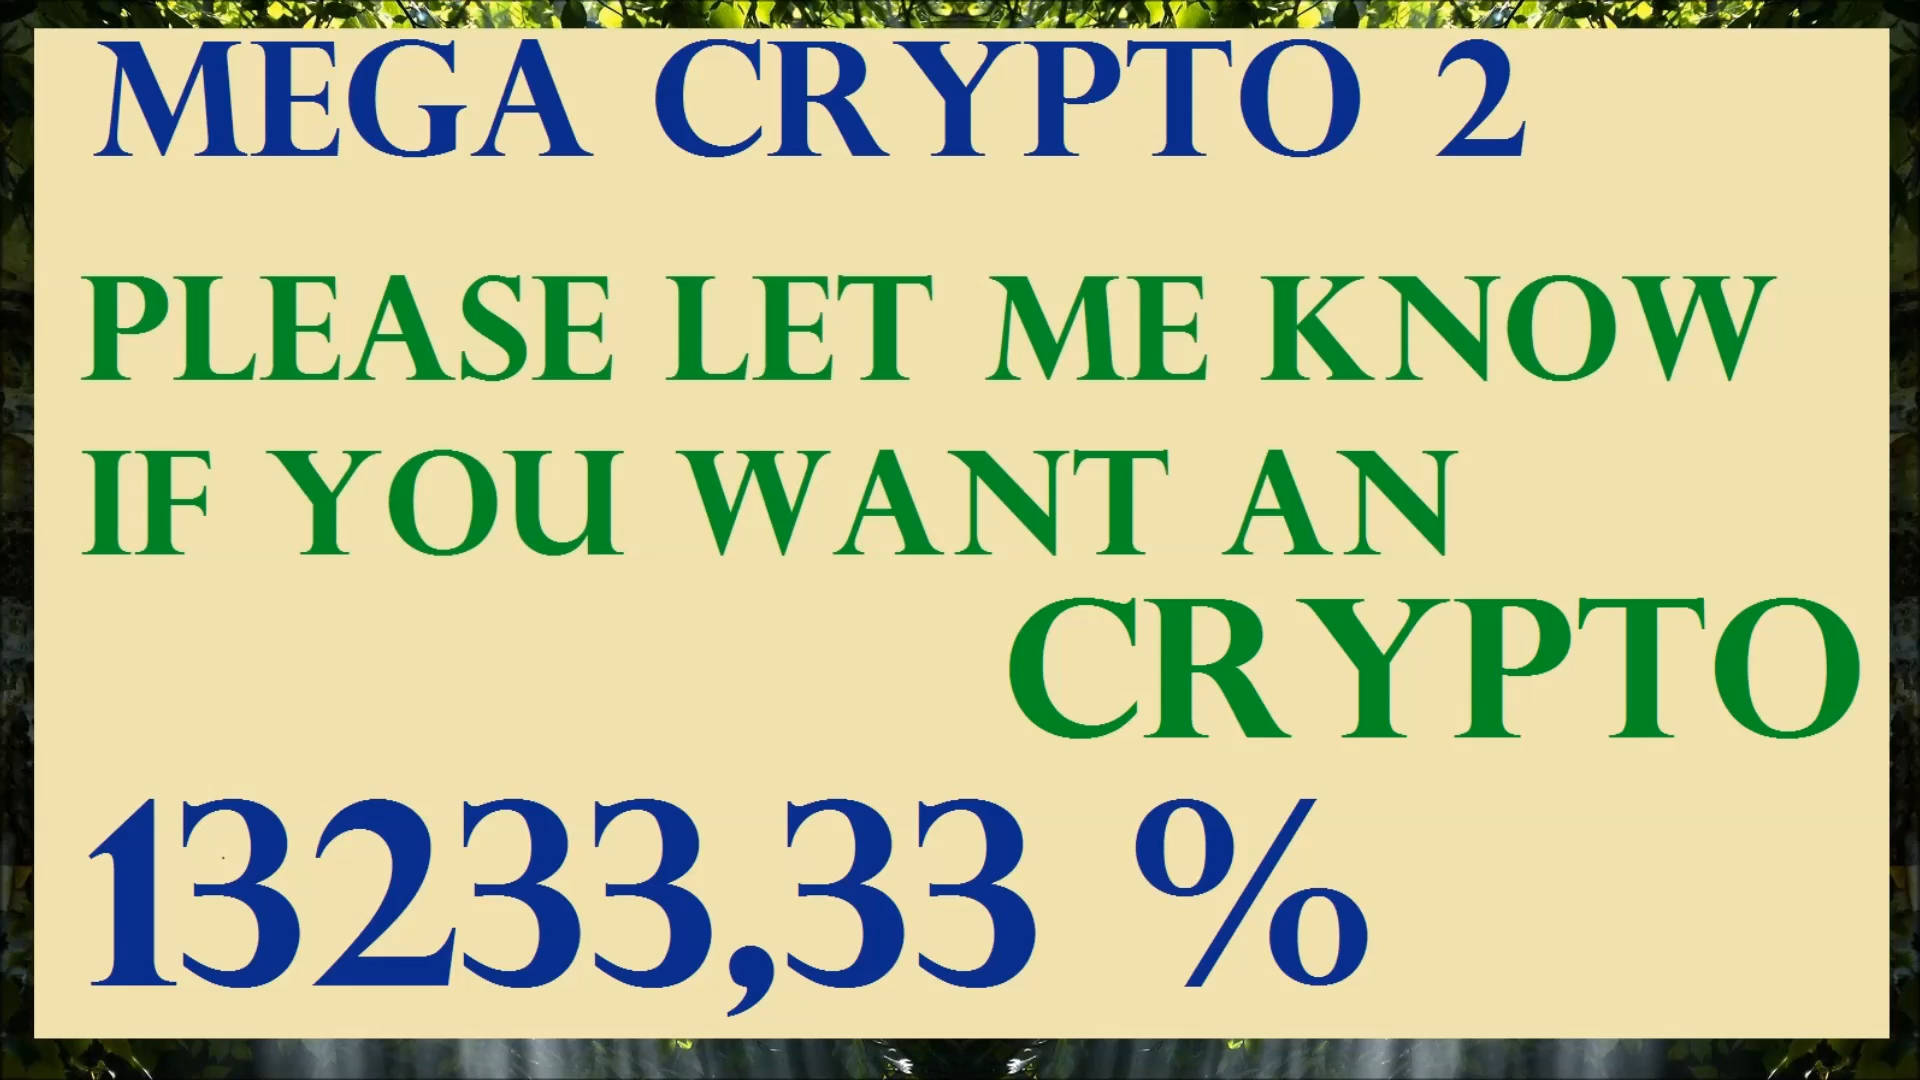 MEGA CRYPTO 2
PLEASE LET ME KNOW
IF YOU WANT AN
CRYPTO
13233,33 %